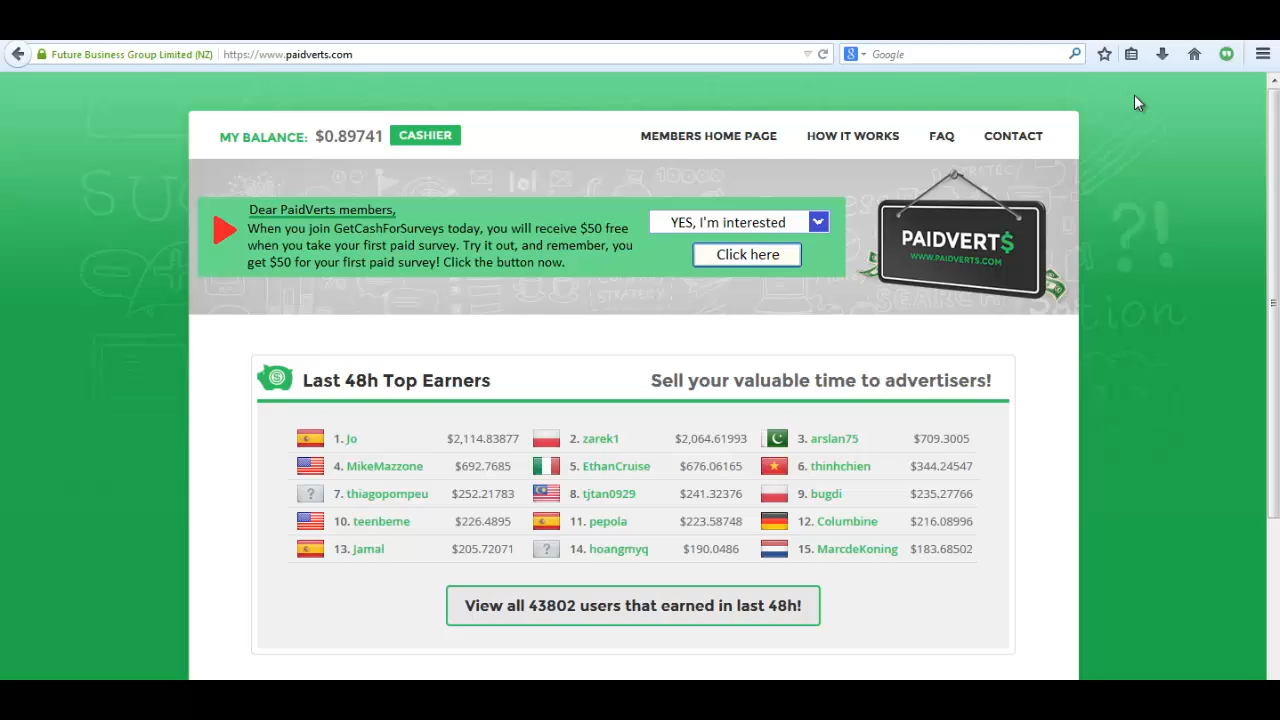 Future Business Group Limited (NZ) https://www.paidverts.com Google
MY BALANCE: $0.89741 CASHIER MEMBERS HOME PAGE HOW IT WORKS FAQ CONTACT
Dear PaidVerts members,
When you join GetCashForSurveys today, you will receive $50 free
when you take your first paid survey. Try it out, and remember, you
get $50 for your first paid survey! Click the button now.
YES, I'm interested
Click here
PAIDVERT$
WWW.PAIDVERTS.COM
Last 48h Top Earners Sell your valuable time to advertisers!
1. Jo $2,114.83877 2. zarek1 $2,064.61993 3. arslan75 $709.3005
4. MikeMazzone $692.7685 5. EthanCruise $676.06165 6. thinhchien $344.24547
7. thiagopompeu $252.21783 8. tjtan0929 $241.32376 9. bugdi $235.27766
10. teenbeme $226.4895 11. pepola $223.58748 12. Columbine $216.08996
13. Jamal $205.72071 14. hoangmyq $190.0486 15. MarcdeKoning $183.68502
View all 43802 users that earned in last 48h!